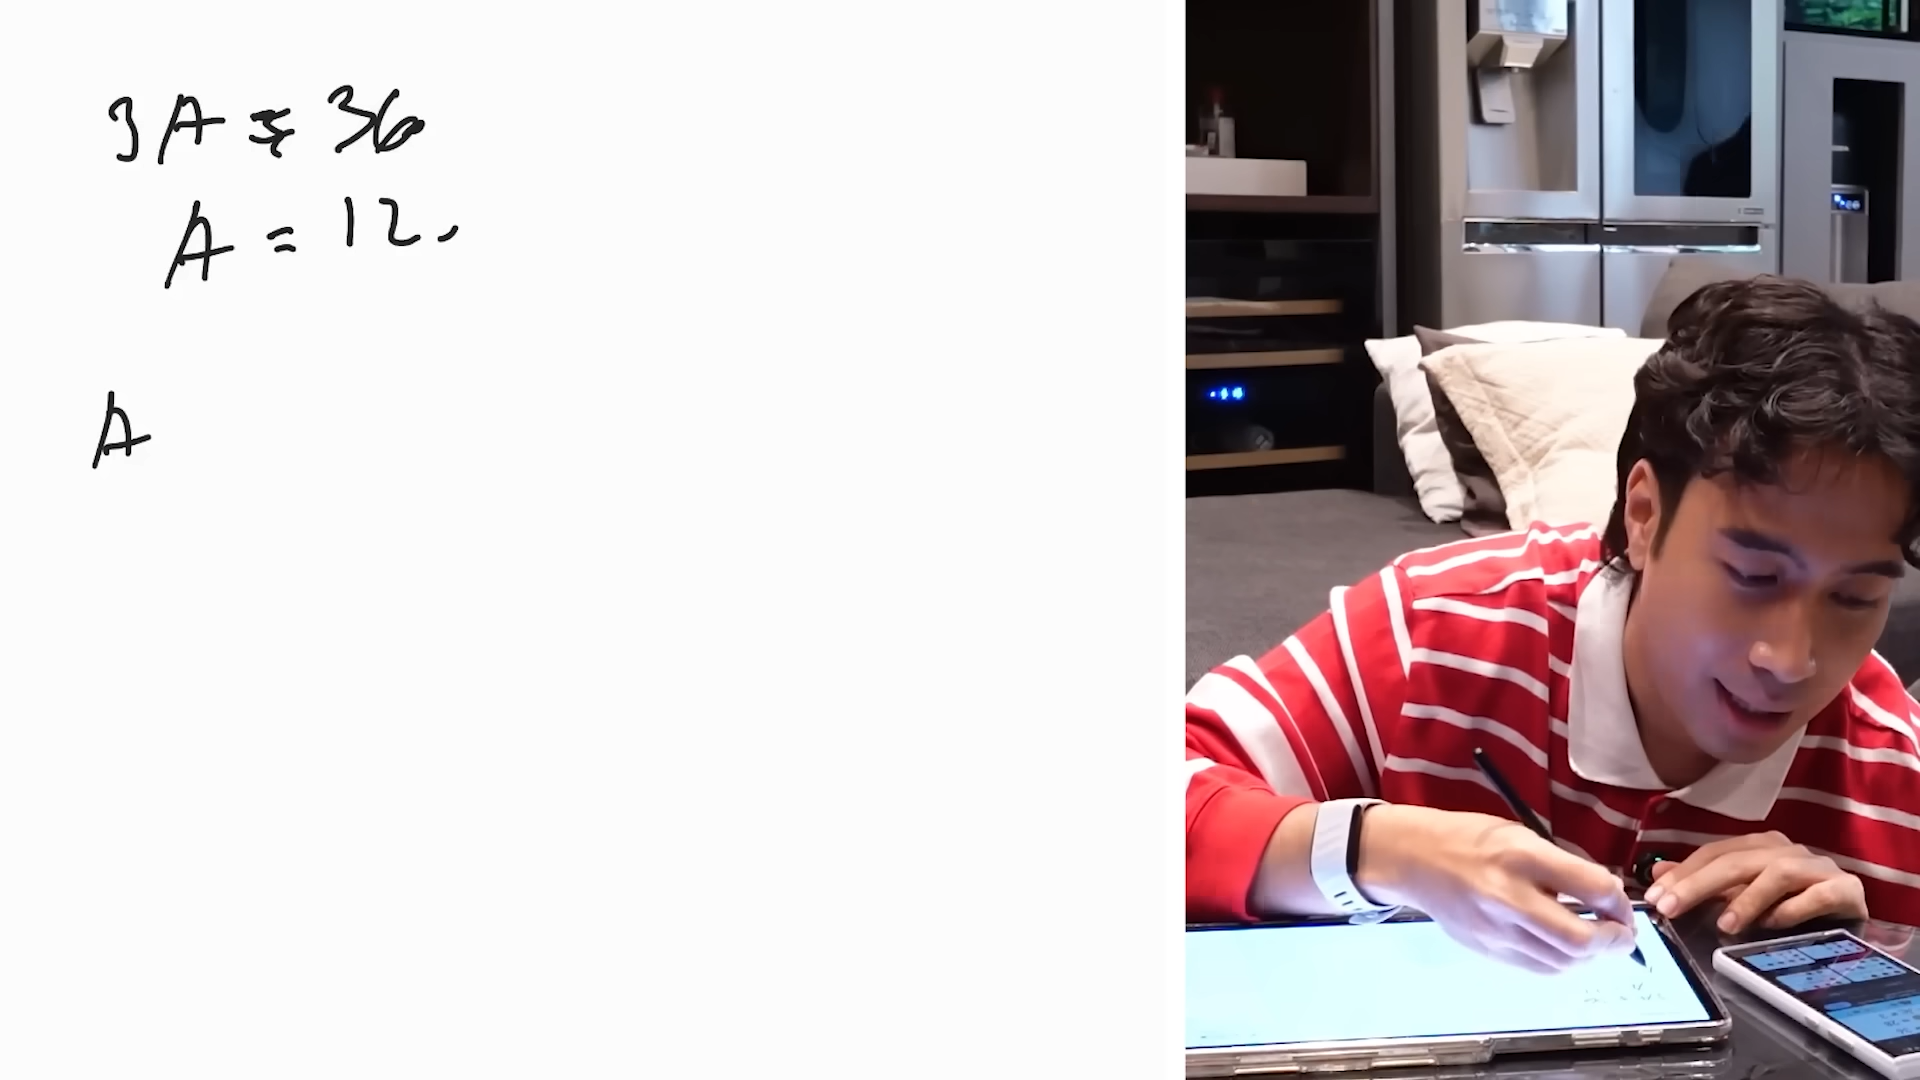 3A = 36
A = 12,
A